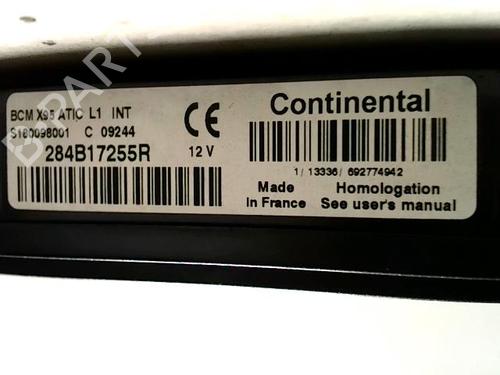 BCM X95 ATIC L1 INT
S180098001 C 09244
284B17255R
12 V
CE
Continental
1/ 13336/ 692774942
Made in France
Homologation See user's manual
B-PARTS